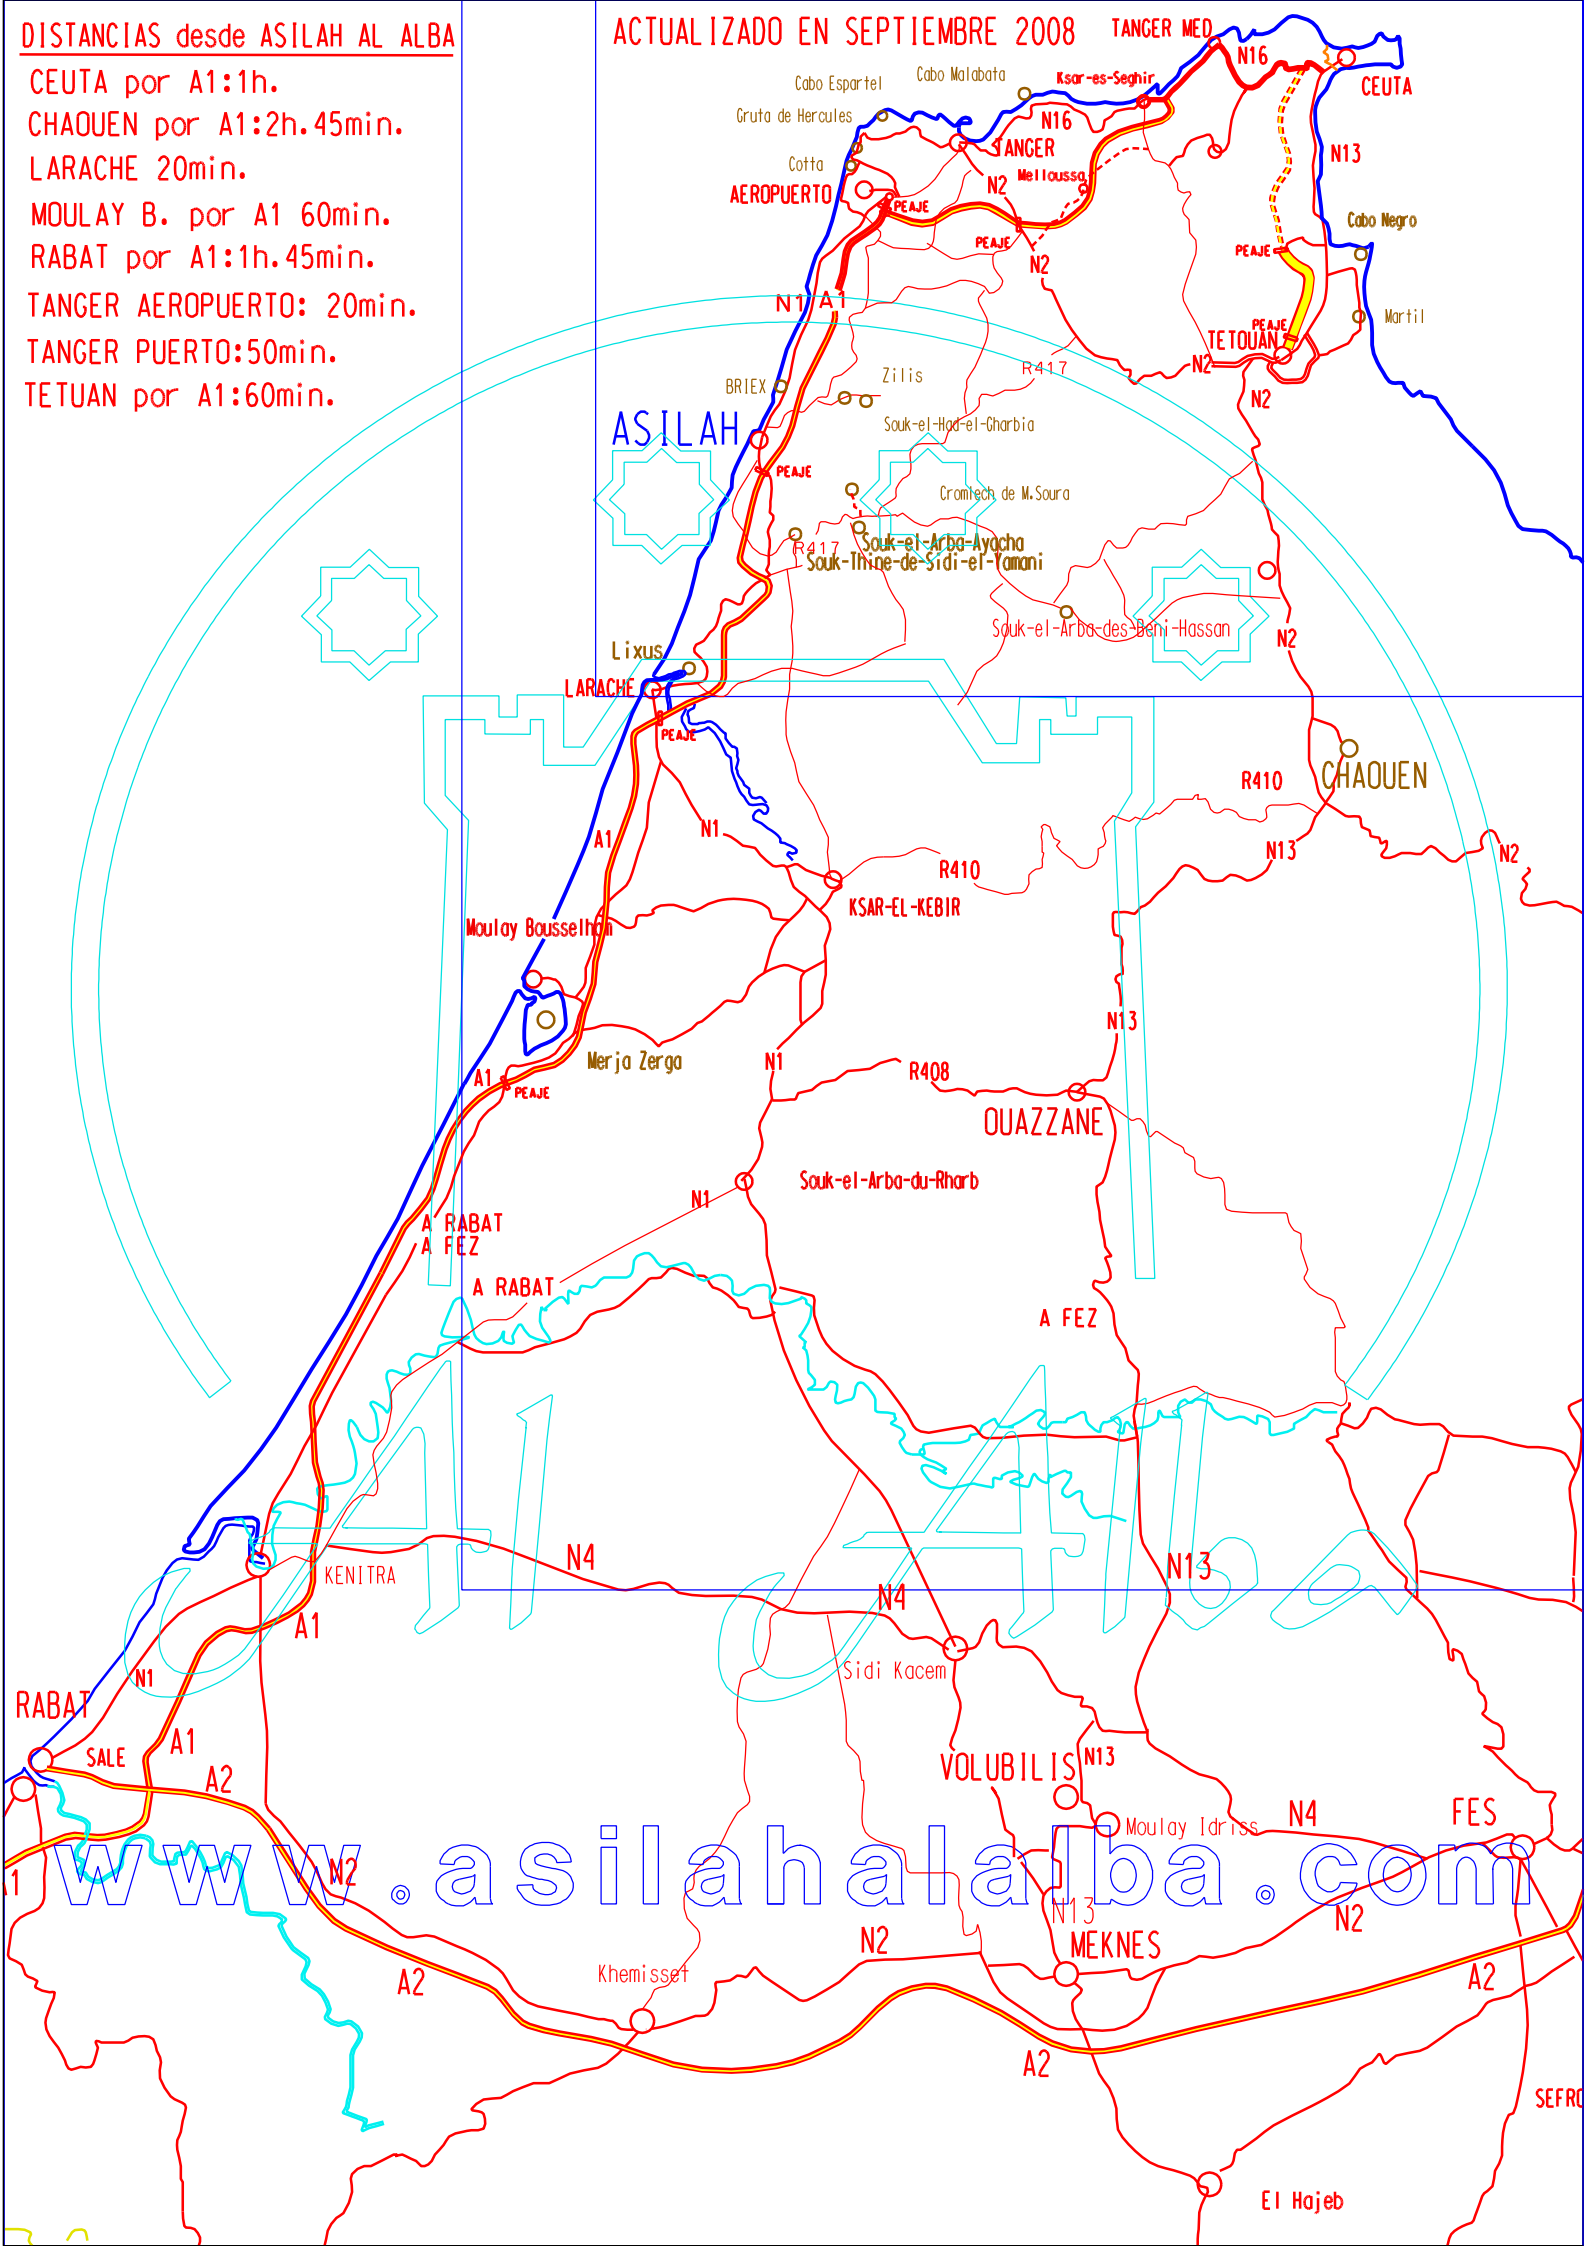 DISTANCIAS desde ASILAH AL ALBA
CEUTA por A1:1h.
CHAOUEN por A1:2h.45min.
LARACHE 20min.
MOULAY B. por A1 60min.
RABAT por A1:1h.45min.
TANGER AEROPUERTO: 20min.
TANGER PUERTO:50min.
TETUAN por A1:60min.
ACTUALIZADO EN SEPTIEMBRE 2008
TANGER MED
N16
CEUTA
Cabo Espartel
Cabo Malabata
Ksar-es-Seghir
Gruta de Hercules
N16
TANGER
N13
Cotta
Melloussa
N2
AEROPUERTO
PEAJE
Cabo Negro
PEAJE
PEAJE
N2
N1
A1
Martil
PEAJE
TETOUAN
R417
N2
BRIEX
Zilis
N2
ASILAH
Souk-el-Had-el-Gharbia
PEAJE
Cromlech de M.Soura
R417
Souk-el-Arba-Ayacha
Souk-Thine-de-Sidi-el-Yamani
Souk-el-Arba-des-Beni-Hassan
N2
Lixus
LARACHE
PEAJE
CHAOUEN
R410
A1
N1
N13
N2
R410
KSAR-EL-KEBIR
Moulay Bousselham
N13
Merja Zerga
N1
R408
A1
PEAJE
OUAZZANE
Souk-el-Arba-du-Rharb
N1
A RABAT
A FEZ
A RABAT
A FEZ
Al Alba
N4
N13
KENITRA
N4
A1
Sidi Kacem
N1
RABAT
A1
SALE
A2
VOLUBILIS
N13
Moulay Idriss
N4
FES
www.asilahalalba.com
N2
A1
N13
N2
N2
MEKNES
Khemisset
A2
A2
A2
SEFRO
El Hajeb